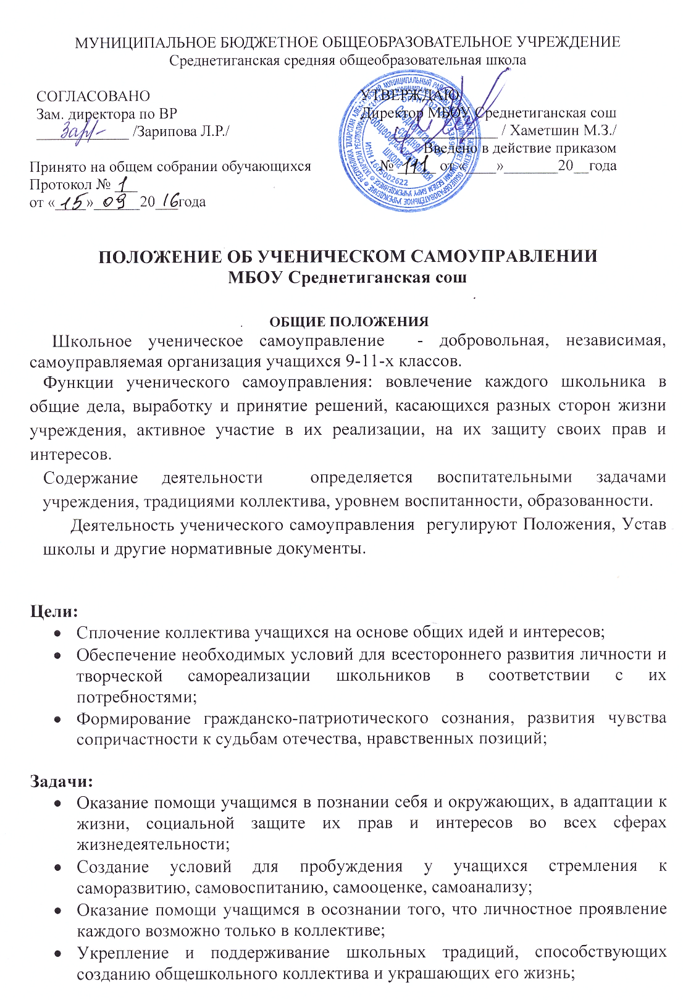 МУНИЦИПАЛЬНОЕ БЮДЖЕТНОЕ ОБЩЕОБРАЗОВАТЕЛЬНОЕ УЧРЕЖДЕНИЕ
Среднетиганская средняя общеобразовательная школа
СОГЛАСОВАНО
Зам. директора по ВР
/Зарипова Л.Р./
Принято на общем собрании обучающихся
Протокол № 1
от «15» 09 2016года
УТВЕРЖДАЮ
Директор МБОУ Среднетиганская сош
/ Хаметшин М.З./
Введено в действие приказом
№ 111 от «____»_______20__года
Среднетиганская
средняя
общеобразовательная
школа
ИНН 1605002622
ПОЛОЖЕНИЕ ОБ УЧЕНИЧЕСКОМ САМОУПРАВЛЕНИИ
МБОУ Среднетиганская сош
ОБЩИЕ ПОЛОЖЕНИЯ
Школьное ученическое самоуправление - добровольная, независимая,
самоуправляемая организация учащихся 9-11-х классов.
Функции ученического самоуправления: вовлечение каждого школьника в
общие дела, выработку и принятие решений, касающихся разных сторон жизни
учреждения, активное участие в их реализации, на их защиту своих прав и
интересов.
Содержание деятельности определяется воспитательными задачами
учреждения, традициями коллектива, уровнем воспитанности, образованности.
Деятельность ученического самоуправления регулируют Положения, Устав
школы и другие нормативные документы.
Цели:
• Сплочение коллектива учащихся на основе общих идей и интересов;
• Обеспечение необходимых условий для всестороннего развития личности и
творческой самореализации школьников в соответствии с их
потребностями;
• Формирование гражданско-патриотического сознания, развития чувства
сопричастности к судьбам отечества, нравственных позиций;
Задачи:
• Оказание помощи учащимся в познании себя и окружающих, в адаптации к
жизни, социальной защите их прав и интересов во всех сферах
жизнедеятельности;
• Создание условий для пробуждения у учащихся стремления к
саморазвитию, самовоспитанию, самооценке, самоанализу;
• Оказание помощи учащимся в осознании того, что личностное проявление
каждого возможно только в коллективе;
• Укрепление и поддерживание школьных традиций, способствующих
созданию общешкольного коллектива и украшающих его жизнь;